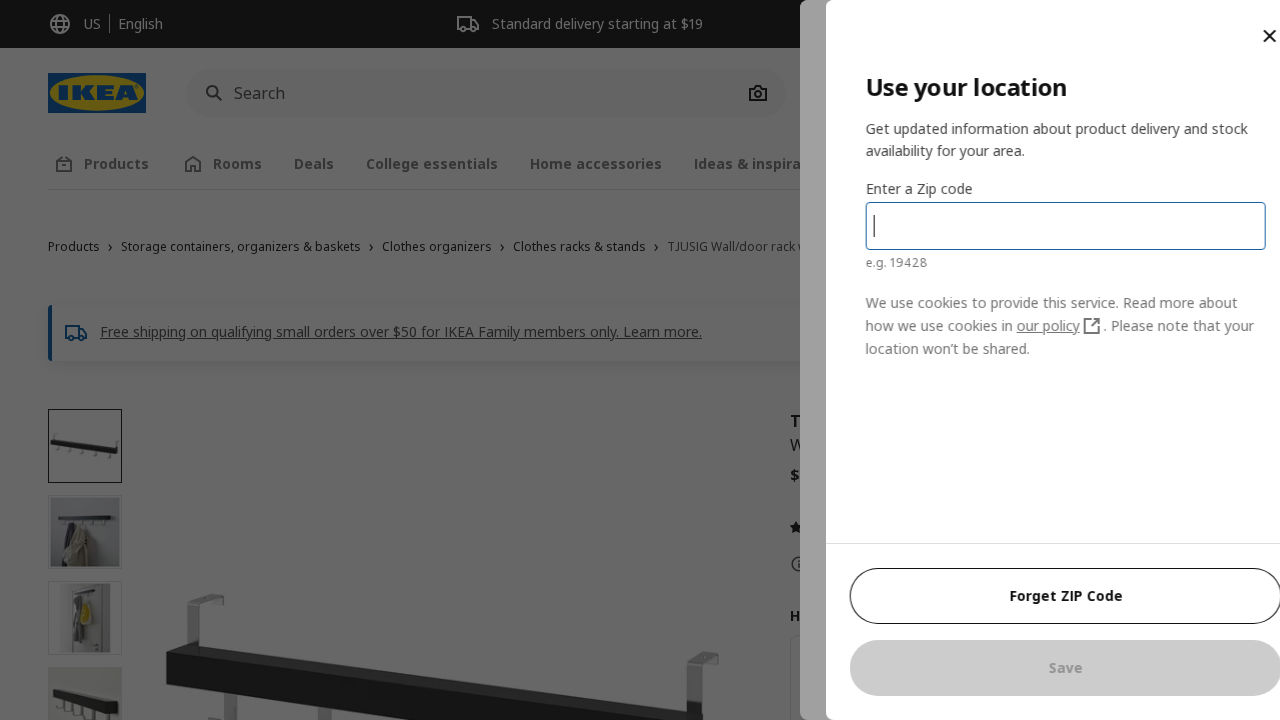 US English
Standard delivery starting at $19
IKEA
Search
Products Rooms Deals College essentials Home accessories Ideas &
Products › Storage containers, organizers & baskets › Clothes organizers › Clothes racks & stands › TJUSIG Wall/door rack
Free shipping on qualifying small orders over $50 for IKEA Family members only. Learn more.
Use your location
Get updated information about product delivery and stock
availability for your area.
Enter a Zip code
e.g. 19428
We use cookies to provide this service. Read more about
how we use cookies in our policy . Please note that your
location won’t be shared.
Forget ZIP Code
Save